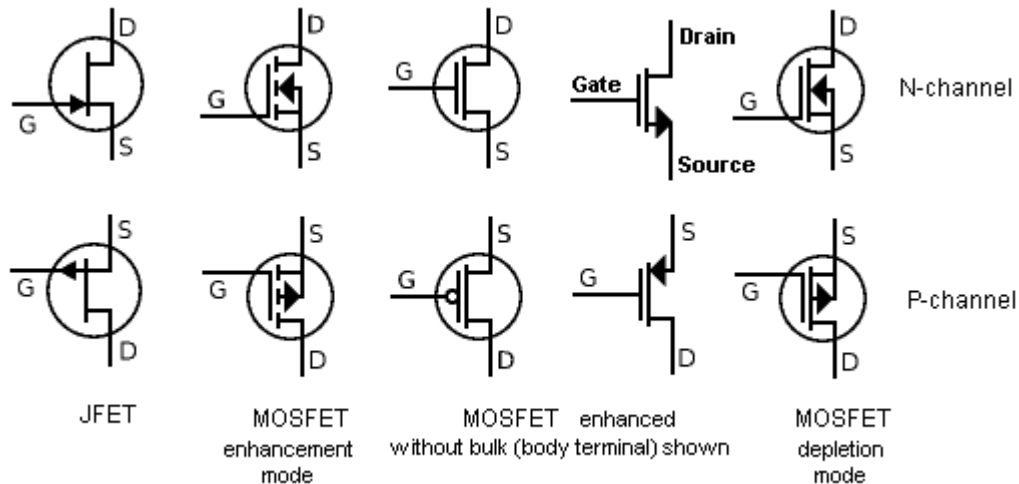 D D D Drain D
G G G Gate G N-channel
S S S Source S
S S S S S
G G G G G P-channel
D D D D D
JFET MOSFET MOSFET enhanced MOSFET
enhancement without bulk (body terminal) shown depletion
mode mode